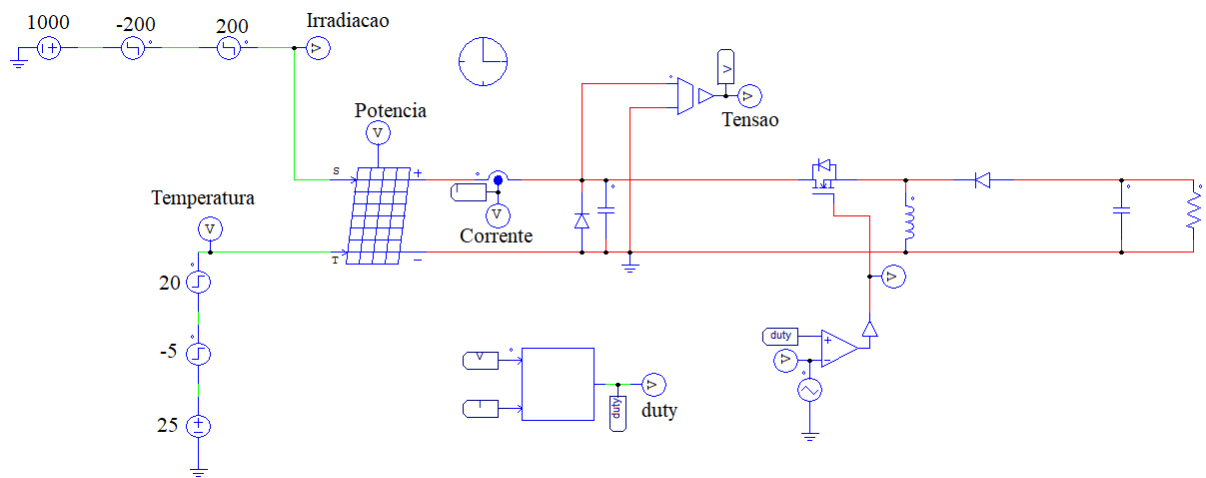 1000
-200
200
Irradiacao
V
V
V
Tensao
Potencia
V
S
+
I
V
Corrente
Temperatura
V
T
-
20
V
duty
+
-
V
-5
V
I
V
duty
duty
25